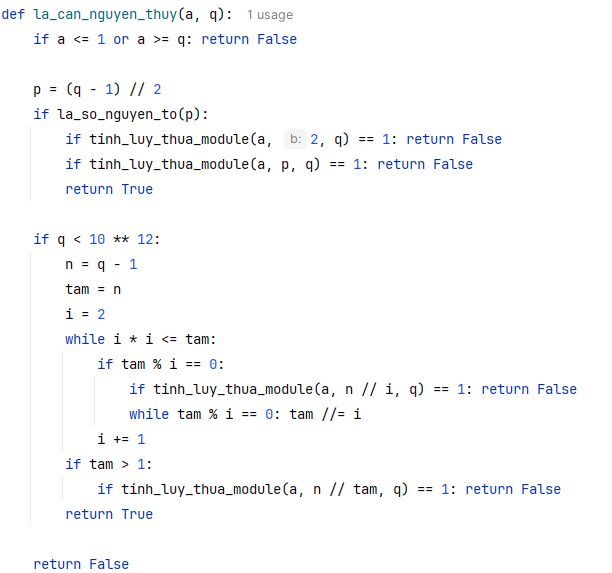 def la_can_nguyen_thuy(a, q): 1 usage
    if a <= 1 or a >= q: return False

    p = (q - 1) // 2
    if la_so_nguyen_to(p):
        if tinh_luy_thua_module(a, b: 2, q) == 1: return False
        if tinh_luy_thua_module(a, p, q) == 1: return False
        return True

    if q < 10 ** 12:
        n = q - 1
        tam = n
        i = 2
        while i * i <= tam:
            if tam % i == 0:
                if tinh_luy_thua_module(a, n // i, q) == 1: return False
                while tam % i == 0: tam //= i
            i += 1
        if tam > 1:
            if tinh_luy_thua_module(a, n // tam, q) == 1: return False
        return True

    return False